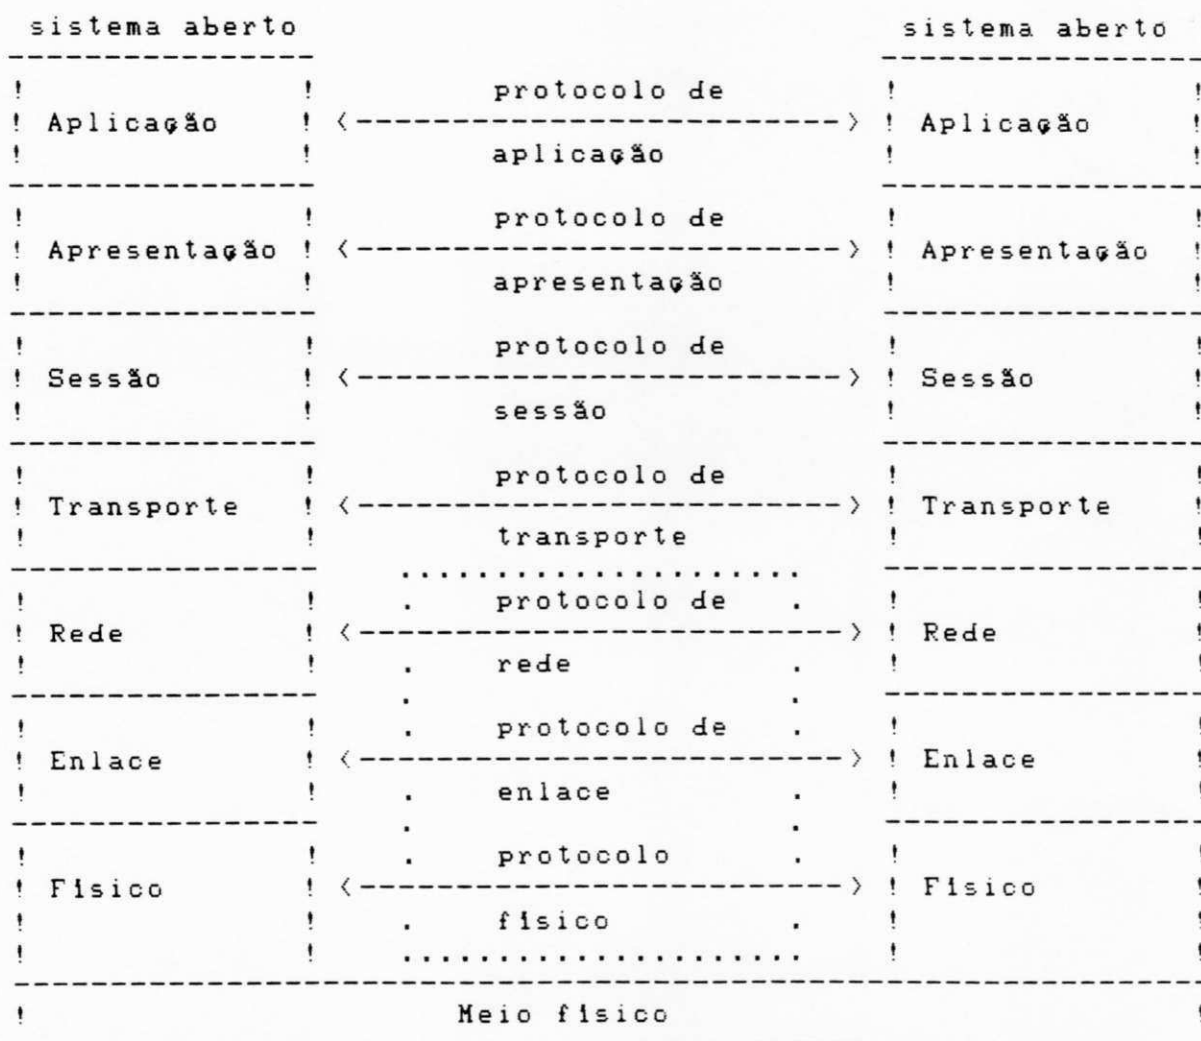 sistema aberto sistema aberto
protocolo de
Aplicação <-------------------------> Aplicação
aplicação
protocolo de
Apresentação <-------------------------> Apresentação
apresentação
protocolo de
Sessão <-------------------------> Sessão
sessão
protocolo de
Transporte <-------------------------> Transporte
transporte
protocolo de
Rede <-------------------------> Rede
rede
protocolo de
Enlace <-------------------------> Enlace
enlace
protocolo
Físico <-------------------------> Físico
físico
Meio físico